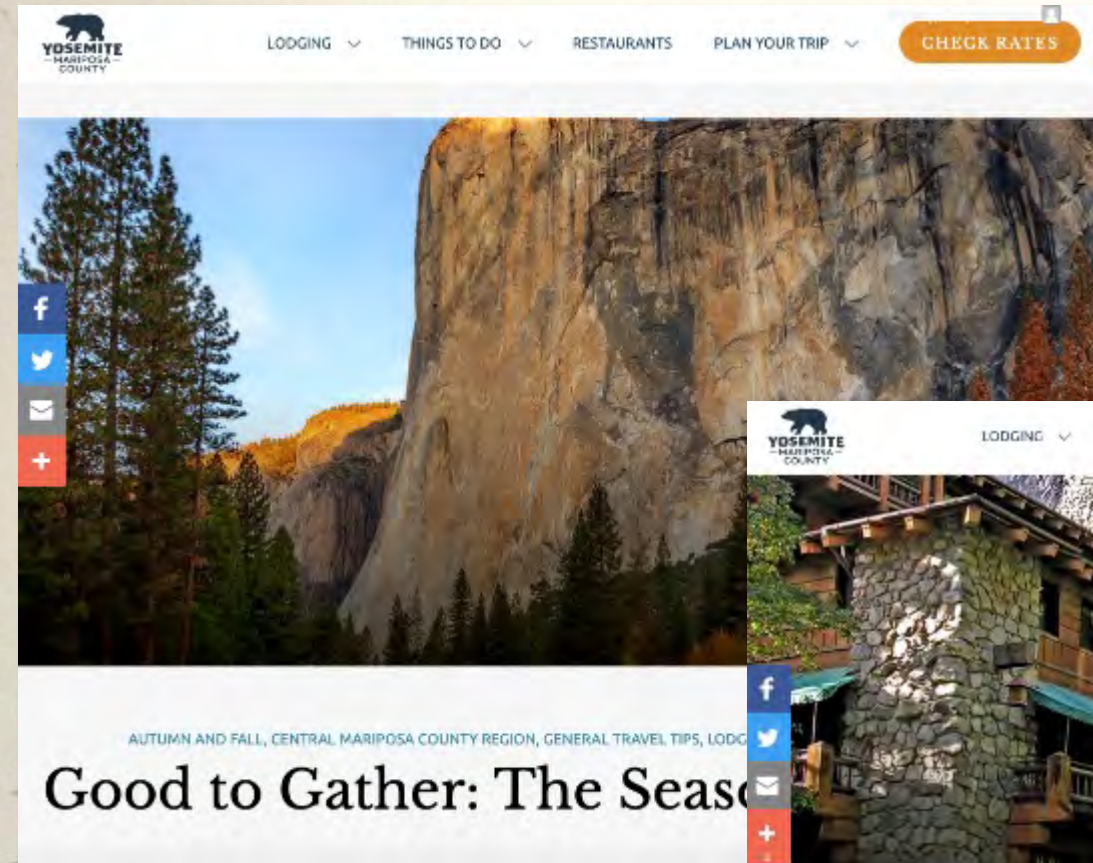 YOSEMITE
MARIPOSA
COUNTY
LODGING
THINGS TO DO
RESTAURANTS
PLAN YOUR TRIP
CHECK RATES
f
+
AUTUMN AND FALL, CENTRAL MARIPOSA COUNTY REGION, GENERAL TRAVEL TIPS, LODG
Good to Gather: The Seaso
YOSEMITE
MARIPOSA
COUNTY
LODGING
f
+